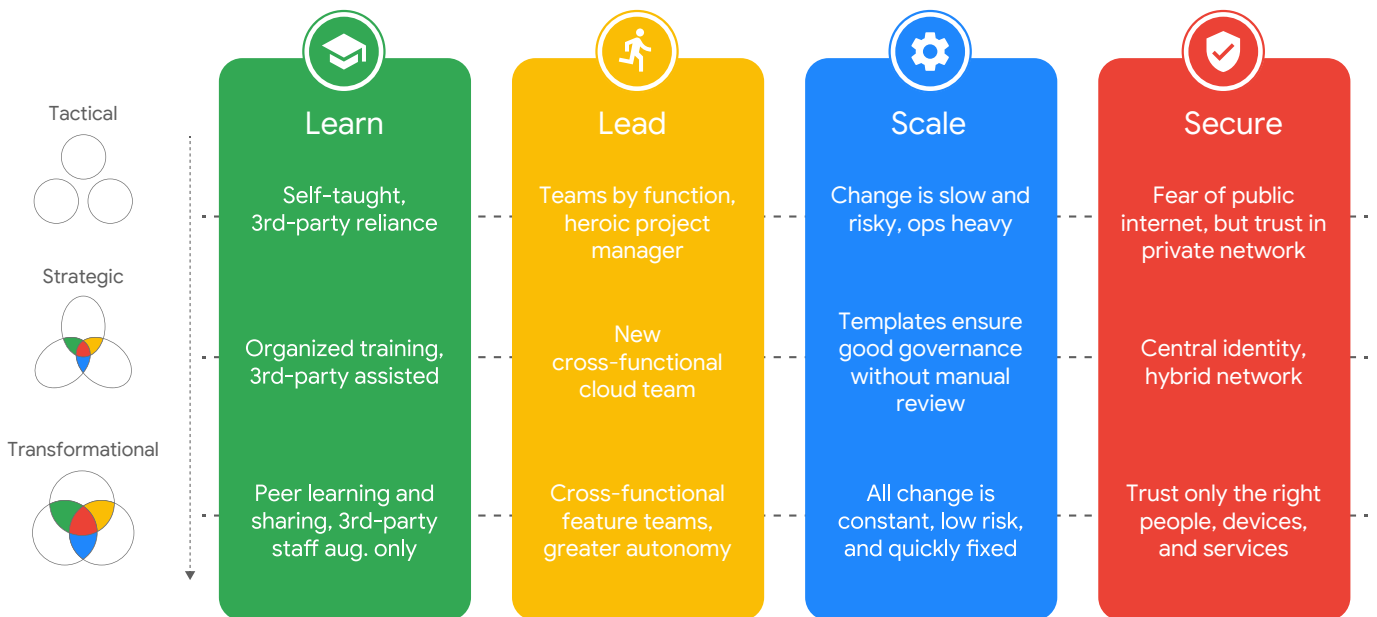 Learn
Lead
Scale
Secure
Tactical
Self-taught,
3rd-party reliance
Teams by function,
heroic project
manager
Change is slow and
risky, ops heavy
Fear of public
internet, but trust in
private network
Strategic
Organized training,
3rd-party assisted
New
cross-functional
cloud team
Templates ensure
good governance
without manual
review
Central identity,
hybrid network
Transformational
Peer learning and
sharing, 3rd-party
staff aug. only
Cross-functional
feature teams,
greater autonomy
All change is
constant, low risk,
and quickly fixed
Trust only the right
people, devices,
and services